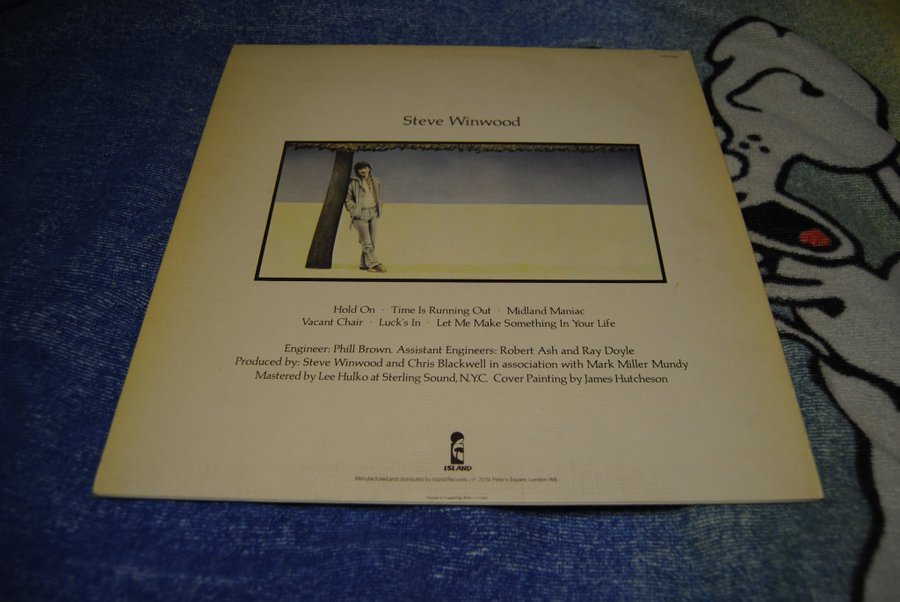 Steve Winwood
Hold On · Time Is Running Out · Midland Maniac
Vacant Chair · Luck's In · Let Me Make Something In Your Life
Engineer: Phill Brown. Assistant Engineers: Robert Ash and Ray Doyle
Produced by: Steve Winwood and Chris Blackwell in association with Mark Miller Mundy
Mastered by Lee Hulko at Sterling Sound, N.Y.C. Cover Painting by James Hutcheson
ISLAND
Manufactured and distributed by Island Records Ltd., 22 St. Peter's Square, London, W6.